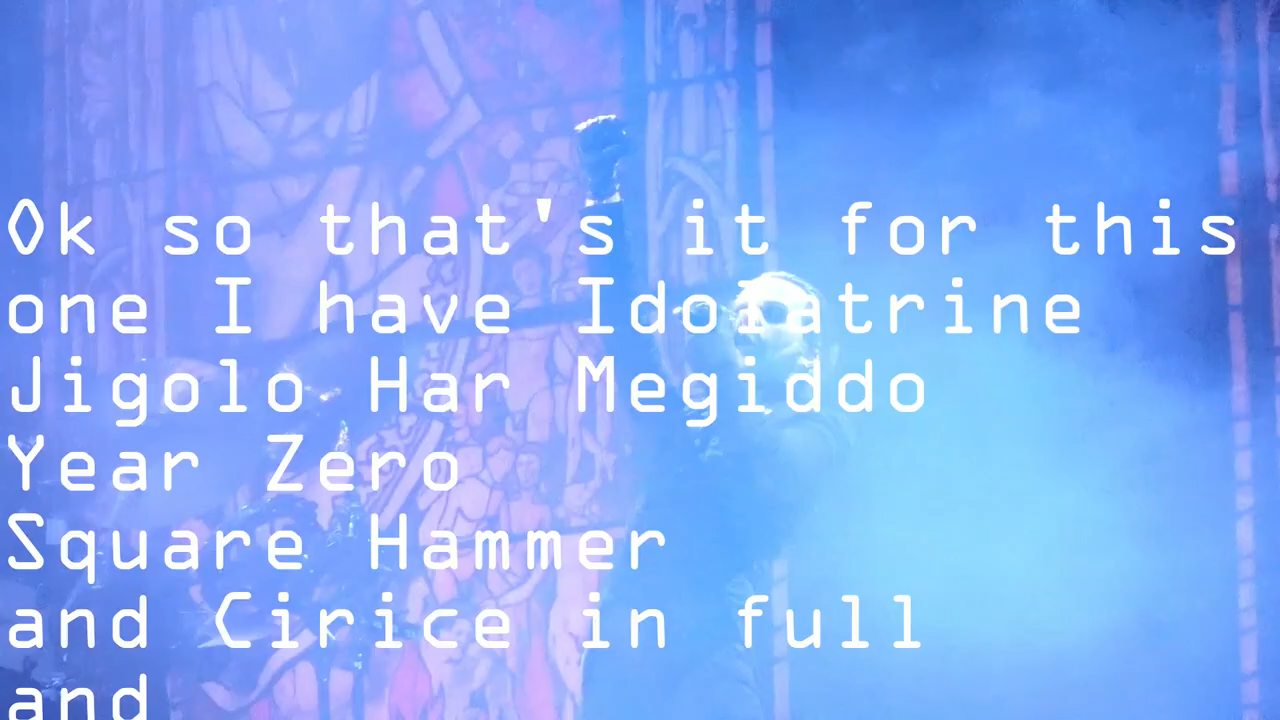 Ok so that's it for this
one I have Idolatrine
Jigolo Har Megiddo
Year Zero
Square Hammer
and Cirice in full
and